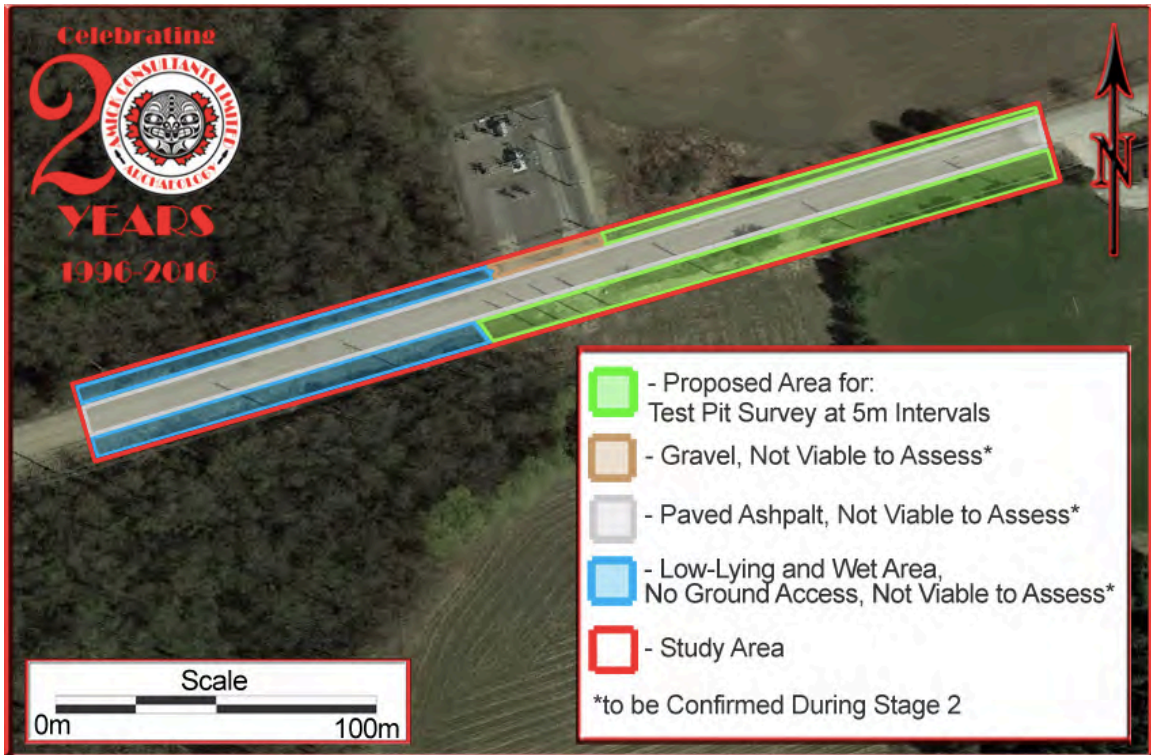 Celebrating
20
AMICK CONSULTANTS LIMITED
ARCHAEOLOGY
YEARS
1996-2016
N
- Proposed Area for:
Test Pit Survey at 5m Intervals
- Gravel, Not Viable to Assess*
- Paved Ashpalt, Not Viable to Assess*
- Low-Lying and Wet Area,
No Ground Access, Not Viable to Assess*
- Study Area
*to be Confirmed During Stage 2
Scale
0m 100m